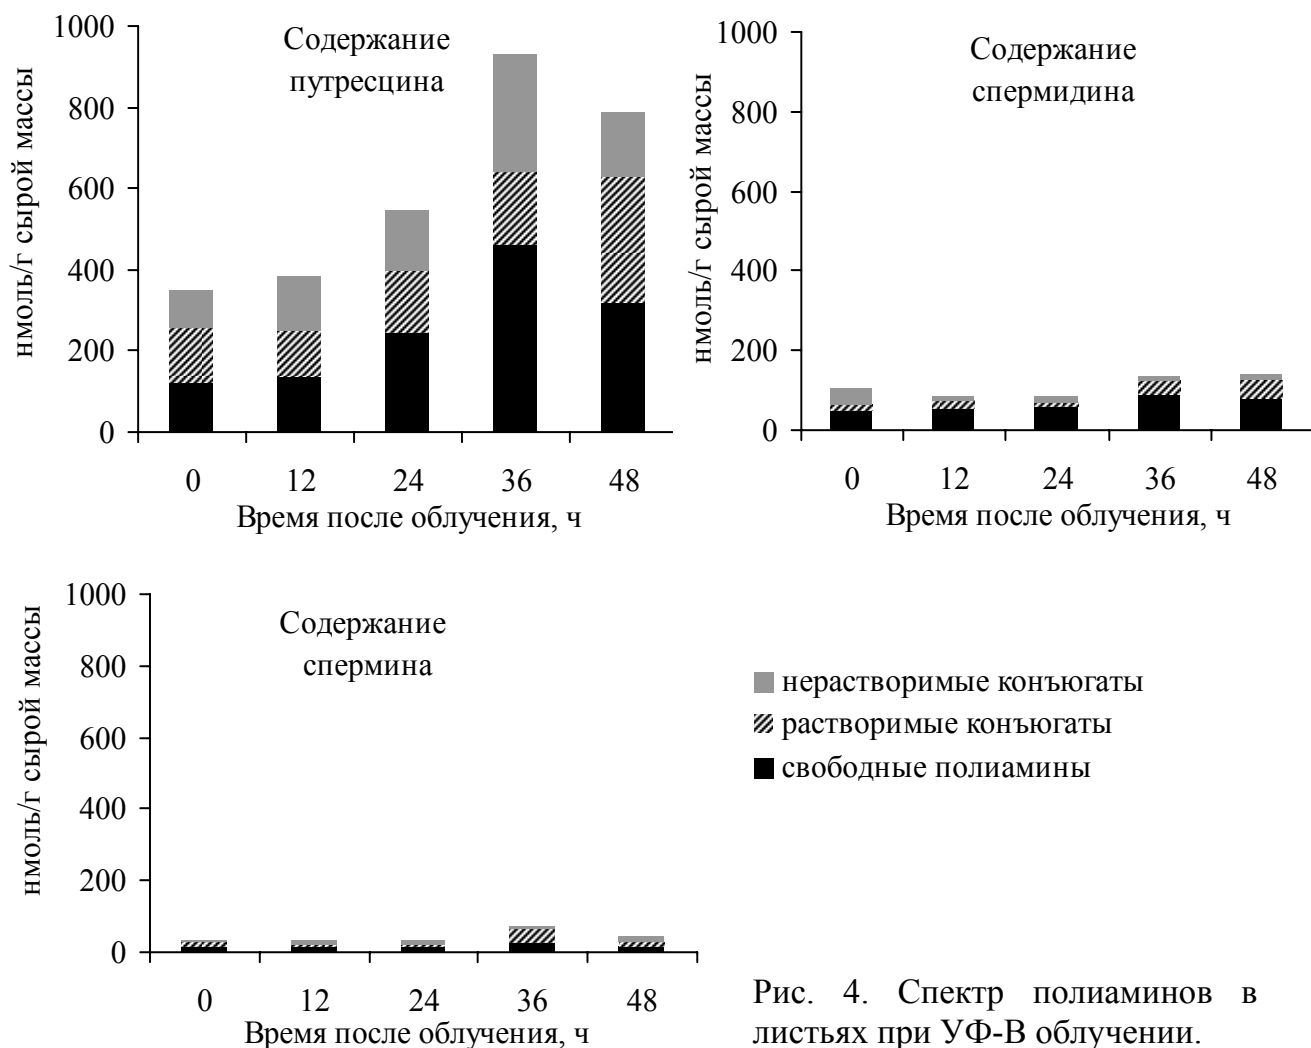 Содержание
путресцина
нмоль/г сырой массы
1000
800
600
400
200
0
0 12 24 36 48
Время после облучения, ч
Содержание
спермидина
нмоль/г сырой массы
1000
800
600
400
200
0
0 12 24 36 48
Время после облучения, ч
Содержание
спермина
нмоль/г сырой массы
1000
800
600
400
200
0
0 12 24 36 48
Время после облучения, ч
нерастворимые конъюгаты
растворимые конъюгаты
свободные полиамины
Рис. 4. Спектр полиаминов в
листьях при УФ-В облучении.